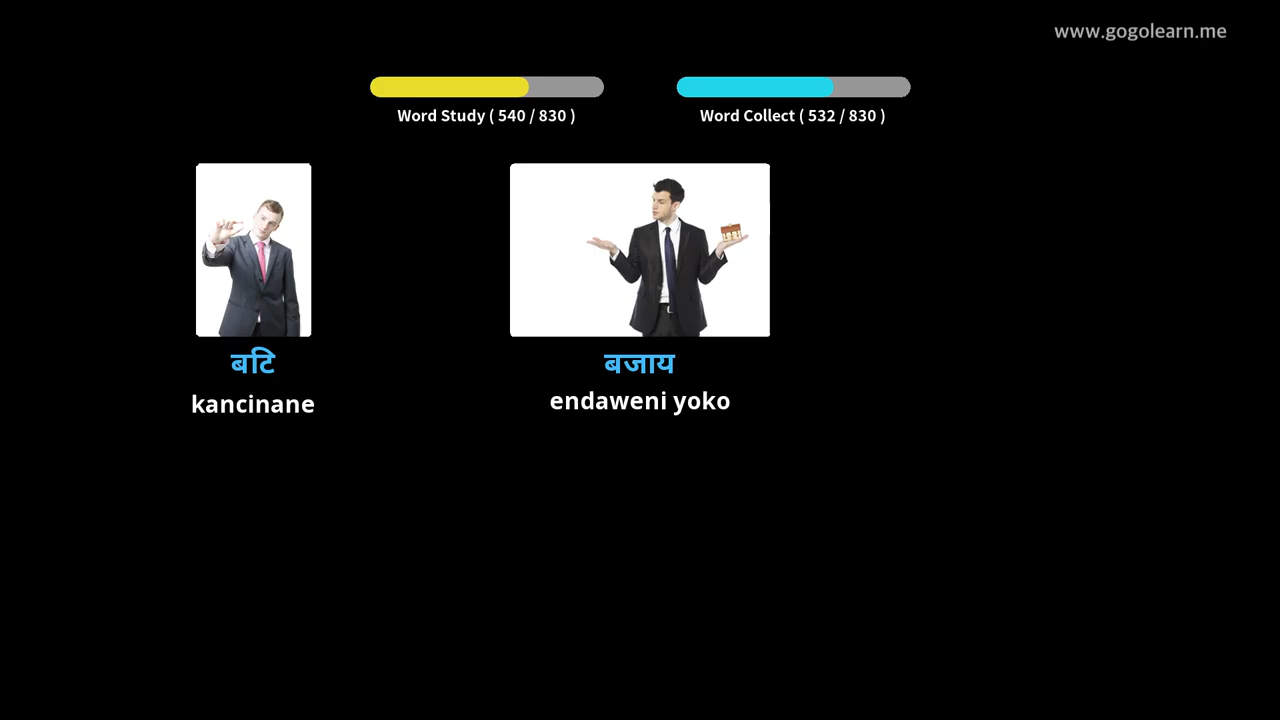 www.gogolearn.me
Word Study ( 540 / 830 )
Word Collect ( 532 / 830 )
बटि
kancinane
बजाय
endaweni yoko